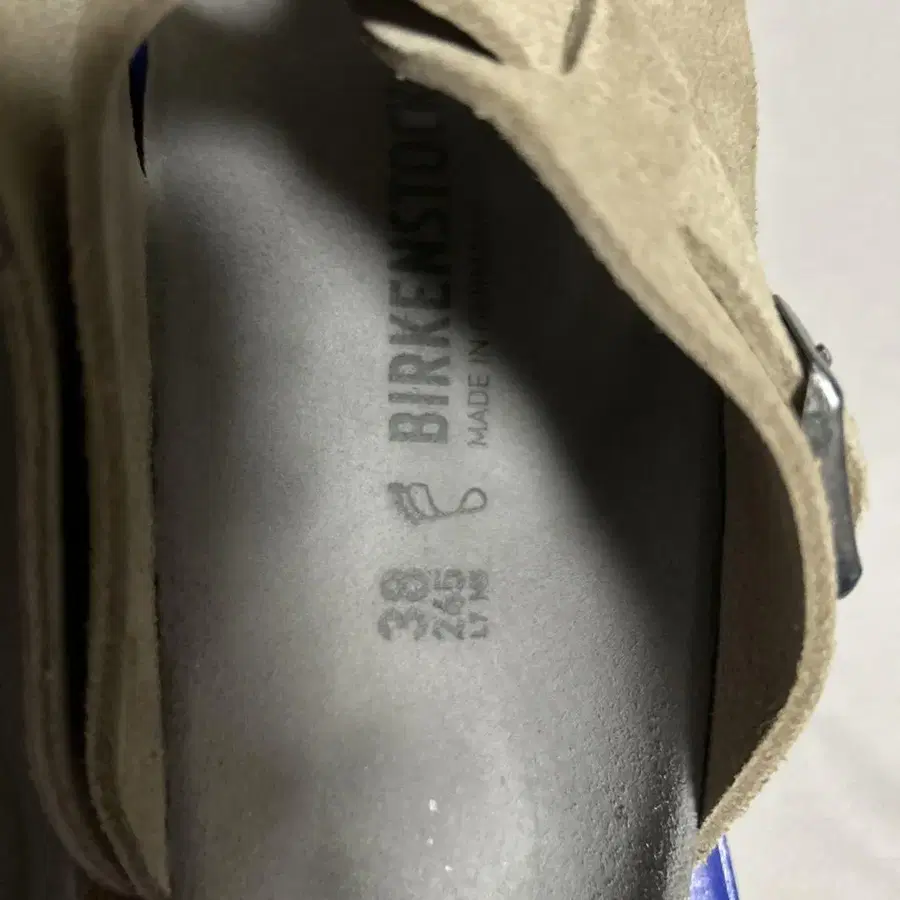 BIRKENSTOC
MADE IN
38
245
L7 M5